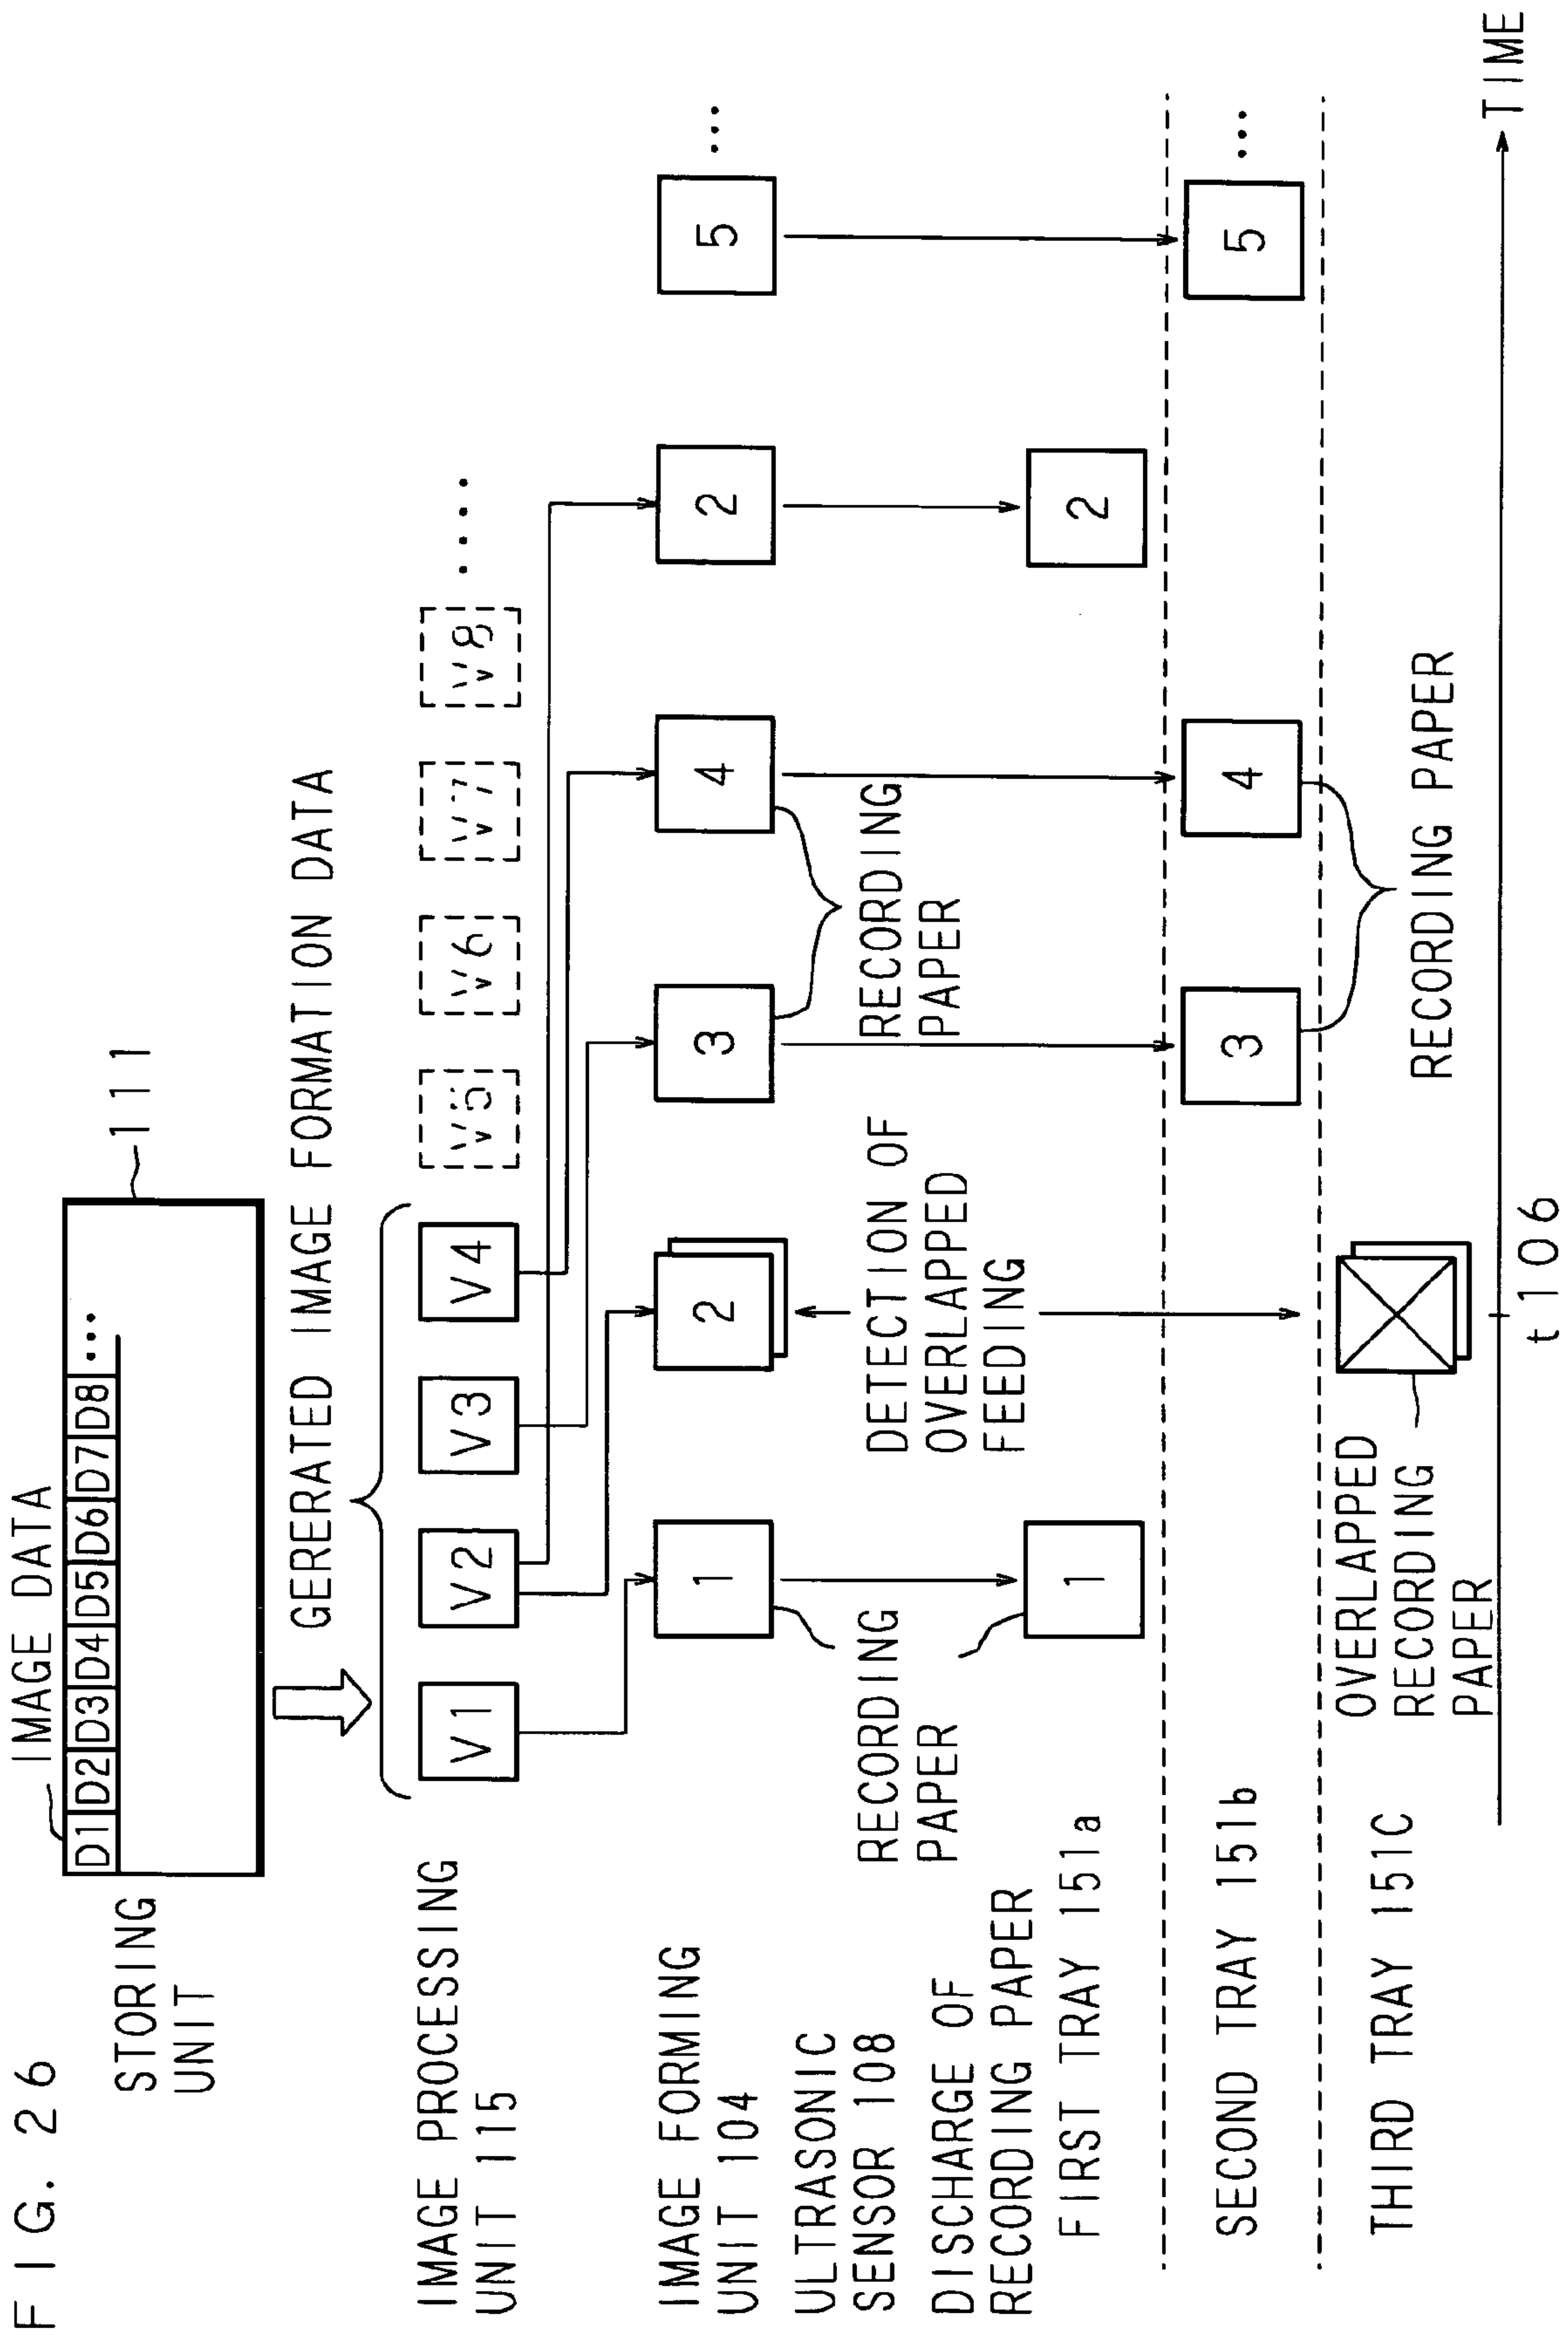 FIG. 26
IMAGE DATA
D1 D2 D3 D4 D5 D6 D7 D8 ...
STORING
UNIT
111
GERERATED IMAGE FORMATION DATA
IMAGE PROCESSING
UNIT 115
V1 V2 V3 V4 V5 V6 V7 V8 ....
IMAGE FORMING
UNIT 104
1 2 3 4 2 5 ...
ULTRASONIC
SENSOR 108
RECORDING
PAPER
DETECTION OF
OVERLAPPED
FEEDING
RECORDING
PAPER
DISCHARGE OF
RECORDING PAPER
FIRST TRAY 151a
1 2
SECOND TRAY 151b
3 4 5 ...
THIRD TRAY 151C
OVERLAPPED
RECORDING
PAPER
RECORDING PAPER
t106
TIME